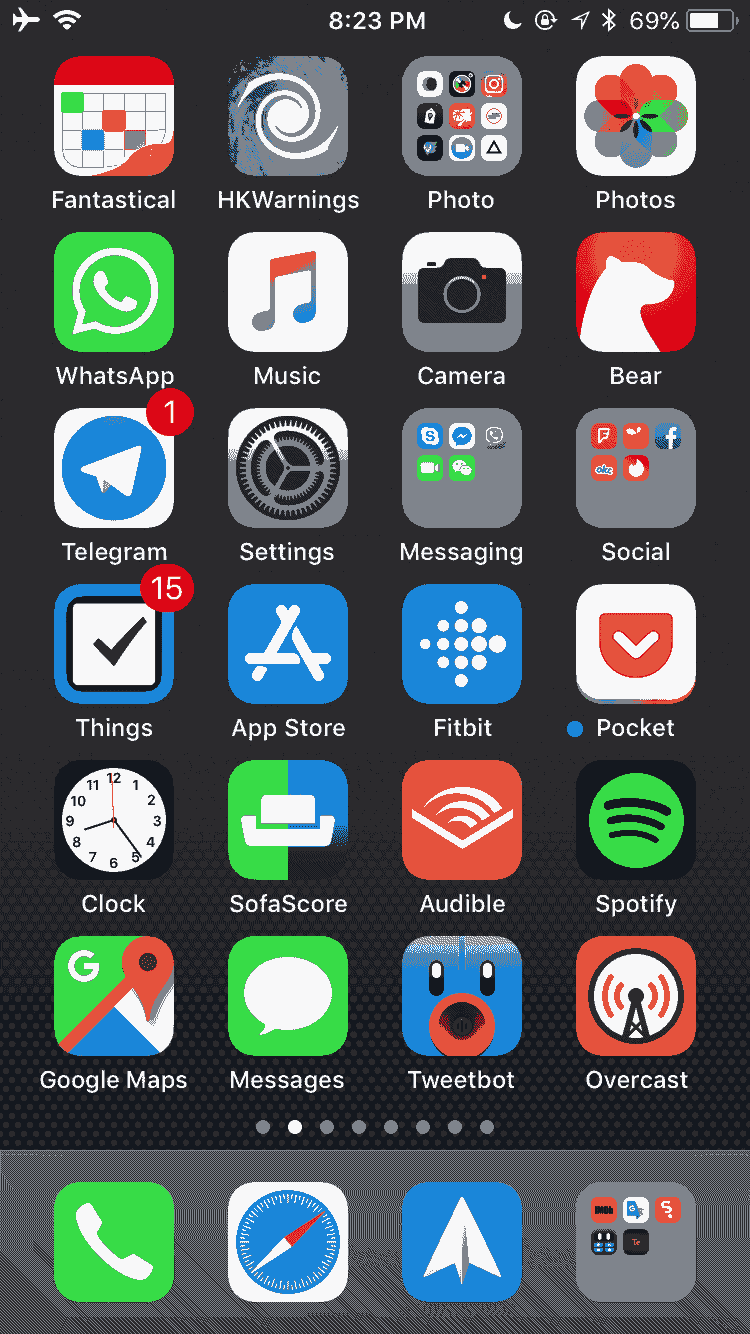 8:23 PM 69%
Fantastical HKWarnings Photo Photos
WhatsApp Music Camera Bear
1
Telegram Settings Messaging Social
15
Things App Store Fitbit Pocket
12
11 1
10 2
9 3
8 4
7 5
6
Clock SofaScore Audible Spotify
G
Google Maps Messages Tweetbot Overcast